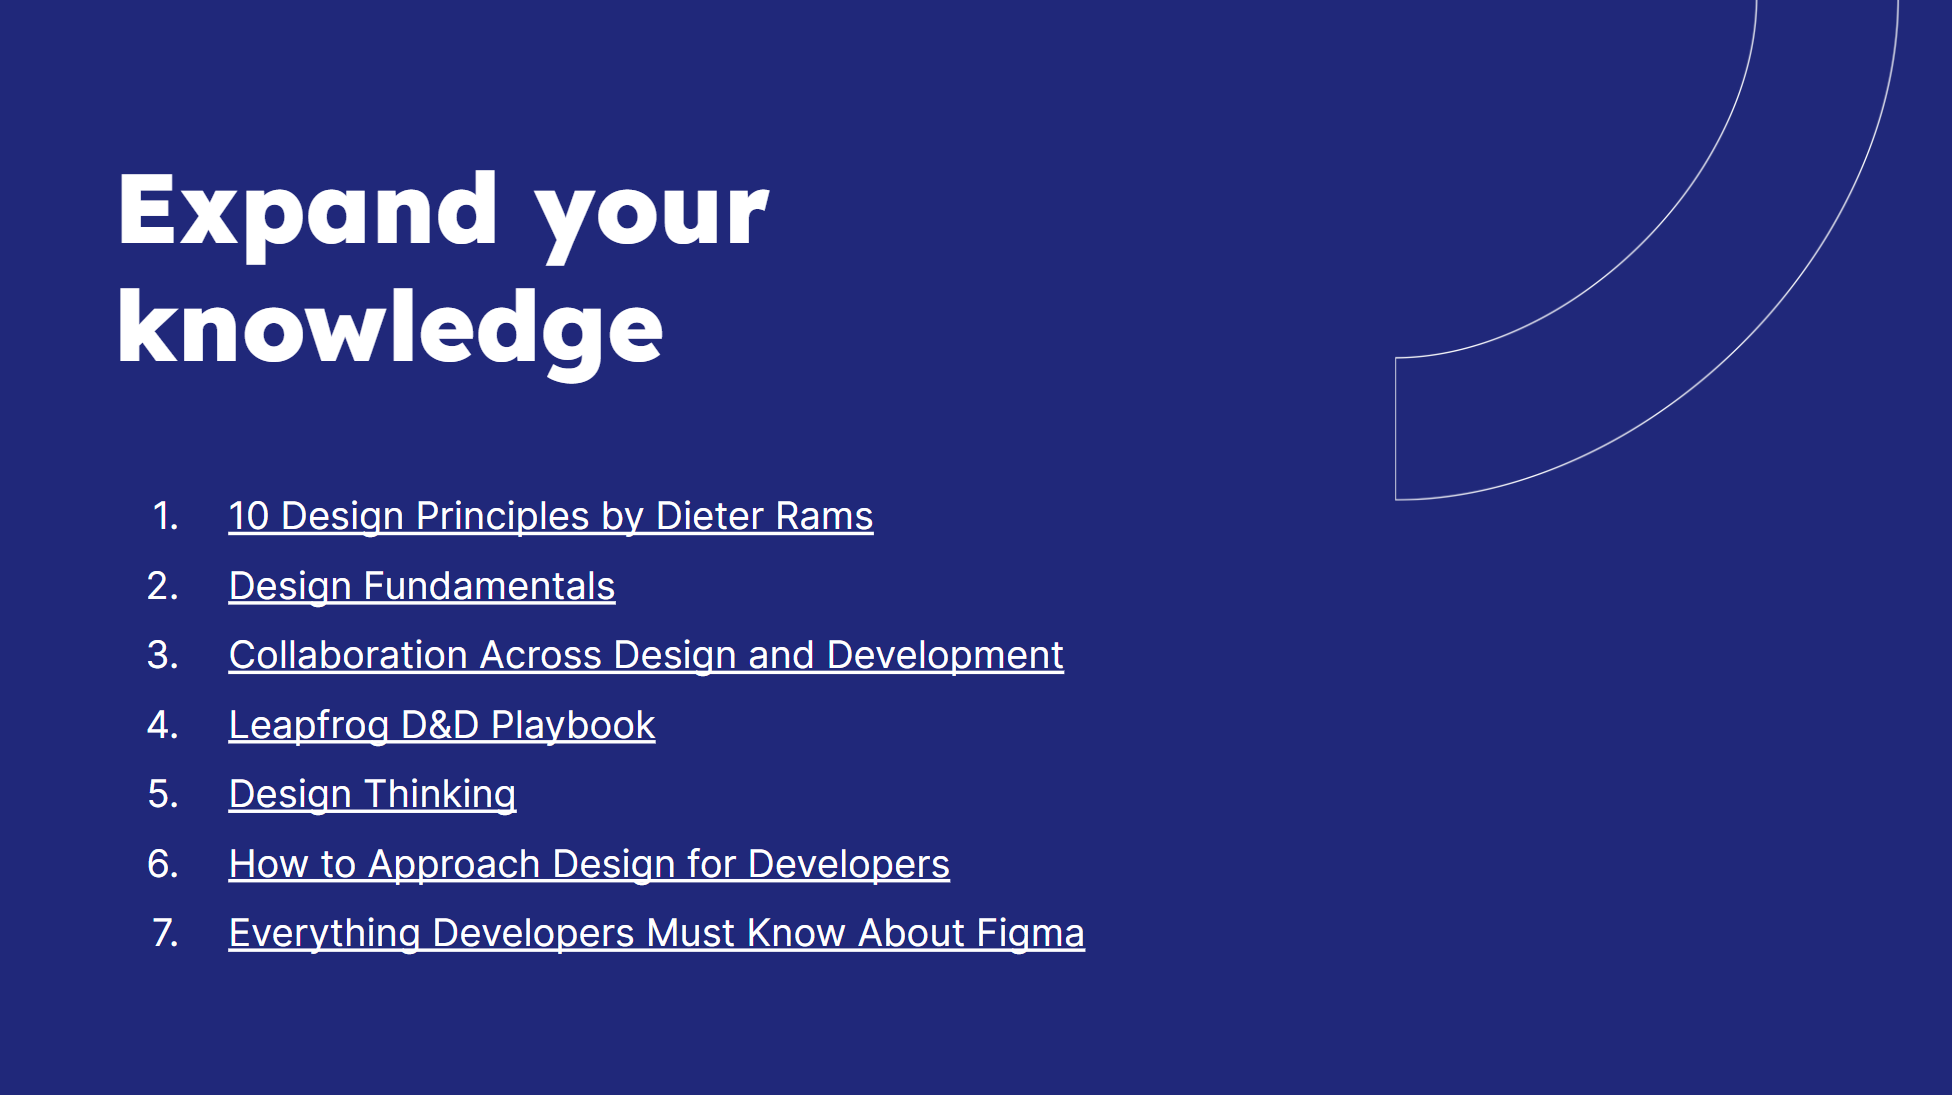 Expand your
knowledge
1. 10 Design Principles by Dieter Rams
2. Design Fundamentals
3. Collaboration Across Design and Development
4. Leapfrog D&D Playbook
5. Design Thinking
6. How to Approach Design for Developers
7. Everything Developers Must Know About Figma